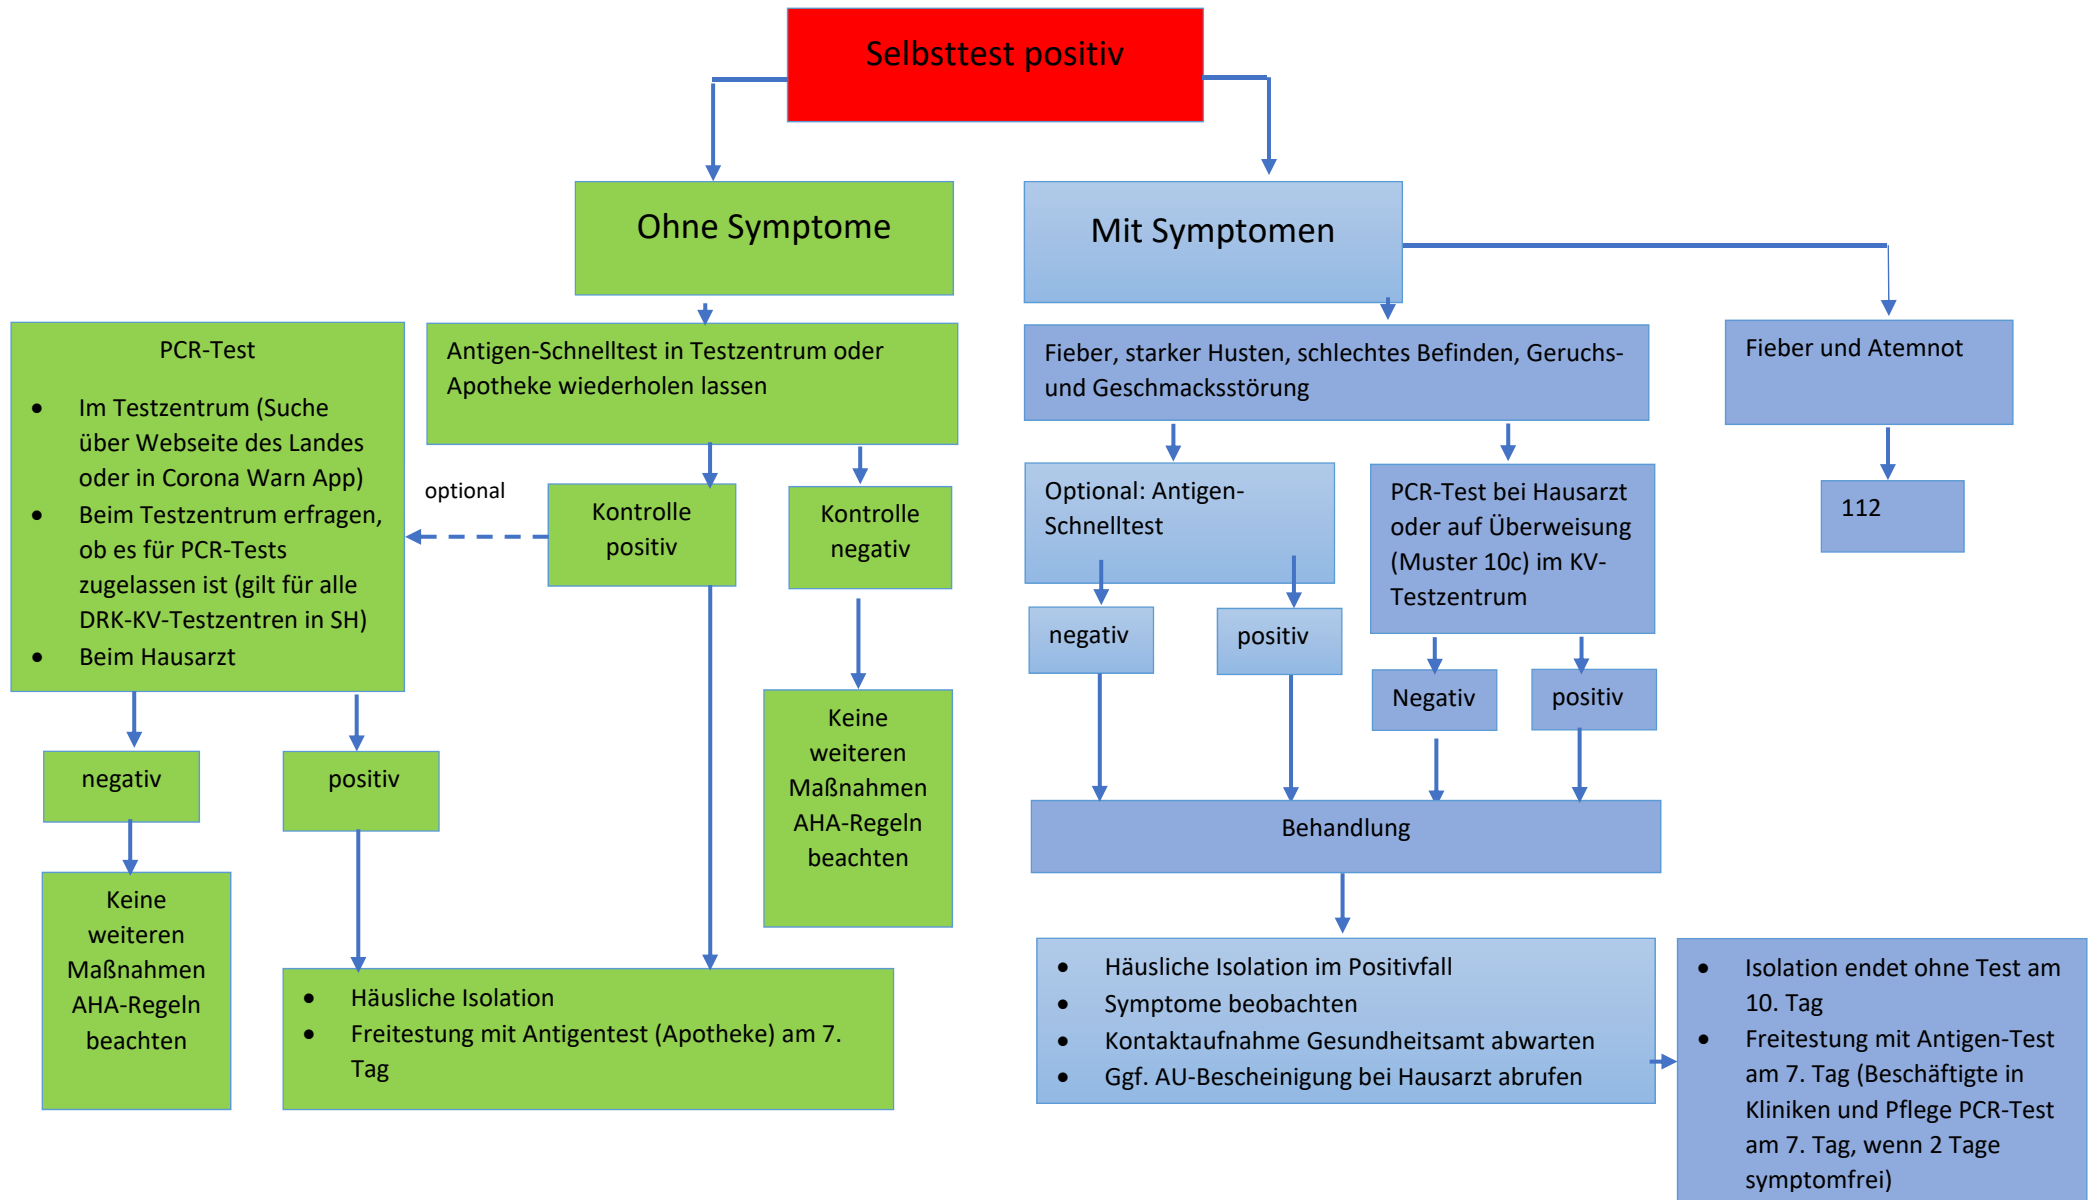 Selbsttest positiv
Ohne Symptome
Mit Symptomen
PCR-Test
• Im Testzentrum (Suche
über Webseite des Landes
oder in Corona Warn App)
• Beim Testzentrum erfragen,
ob es für PCR-Tests
zugelassen ist (gilt für alle
DRK-KV-Testzentren in SH)
• Beim Hausarzt
Antigen-Schnelltest in Testzentrum oder
Apotheke wiederholen lassen
Fieber, starker Husten, schlechtes Befinden, Geruchs-
und Geschmacksstörung
Fieber und Atemnot
optional
Kontrolle
positiv
Kontrolle
negativ
Optional: Antigen-
Schnelltest
PCR-Test bei Hausarzt
oder auf Überweisung
(Muster 10c) im KV-
Testzentrum
112
negativ
positiv
Negativ
positiv
negativ
positiv
Keine
weiteren
Maßnahmen
AHA-Regeln
beachten
Behandlung
Keine
weiteren
Maßnahmen
AHA-Regeln
beachten
• Häusliche Isolation
• Freitestung mit Antigentest (Apotheke) am 7.
Tag
• Häusliche Isolation im Positivfall
• Symptome beobachten
• Kontaktaufnahme Gesundheitsamt abwarten
• Ggf. AU-Bescheinigung bei Hausarzt abrufen
• Isolation endet ohne Test am
10. Tag
• Freitestung mit Antigen-Test
am 7. Tag (Beschäftigte in
Kliniken und Pflege PCR-Test
am 7. Tag, wenn 2 Tage
symptomfrei)